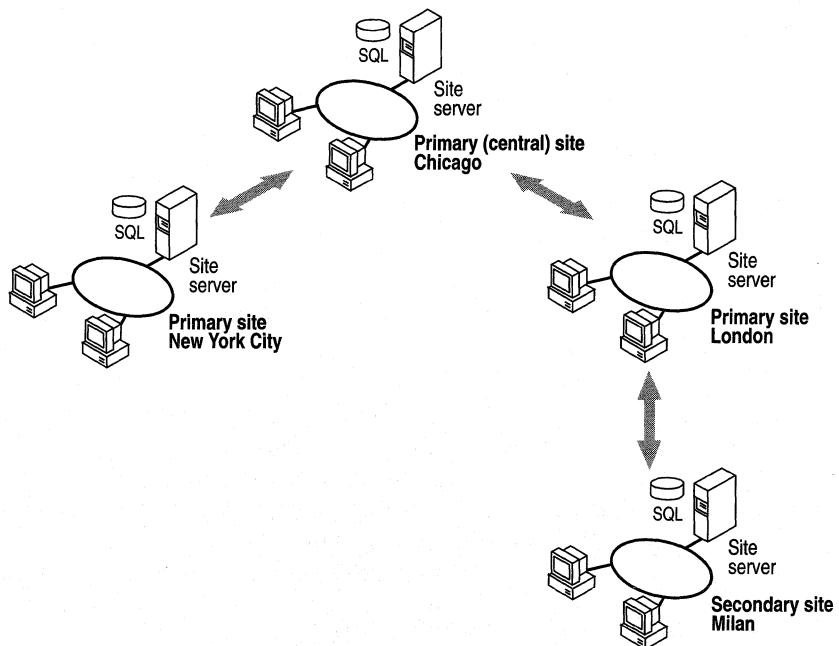 SQL
Site
server
Primary (central) site
Chicago
SQL
Site
server
Primary site
New York City
SQL
Site
server
Primary site
London
SQL
Site
server
Secondary site
Milan